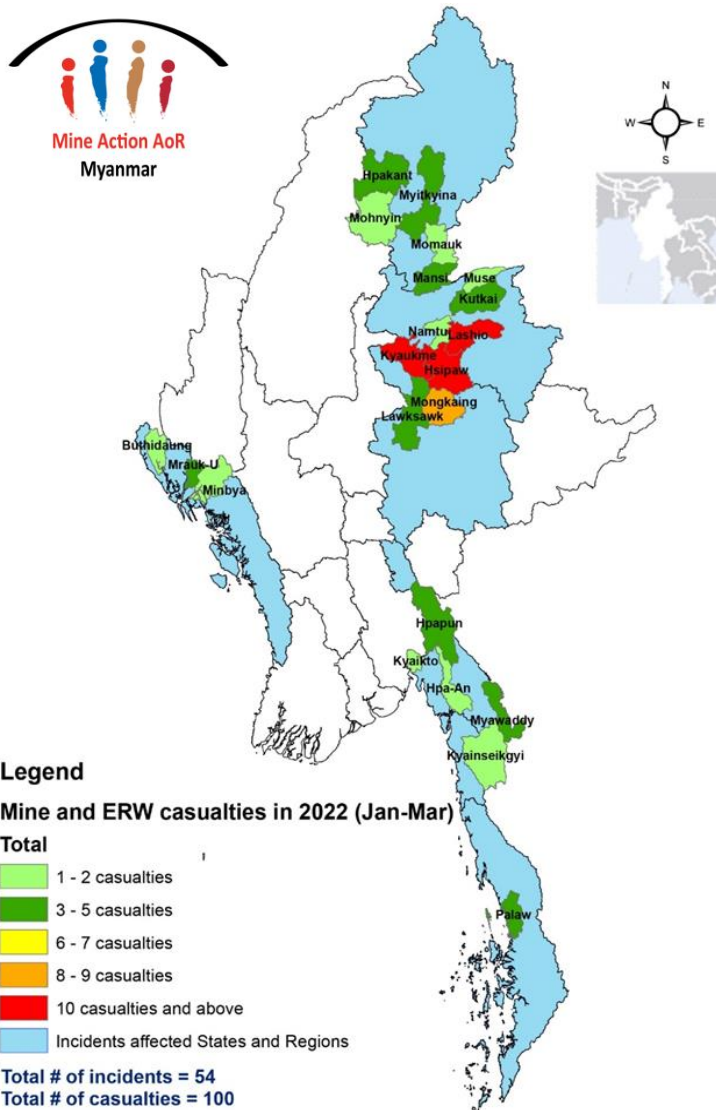 Mine Action AoR
Myanmar
N
W
E
S
Hpakant
Myitkyina
Mohnyin
Momauk
Mansi
Muse
Kutkai
Namtu
Lashio
Kyaukme
Hsipaw
Mongkaing
Lawksawk
Buthidaung
Mrauk-U
Minbya
Hpapun
Kyaikto
Hpa-An
Myawaddy
Kyainseikgyi
Palaw
Legend
Mine and ERW casualties in 2022 (Jan-Mar)
Total
1 - 2 casualties
3 - 5 casualties
6 - 7 casualties
8 - 9 casualties
10 casualties and above
Incidents affected States and Regions
Total # of incidents = 54
Total # of casualties = 100